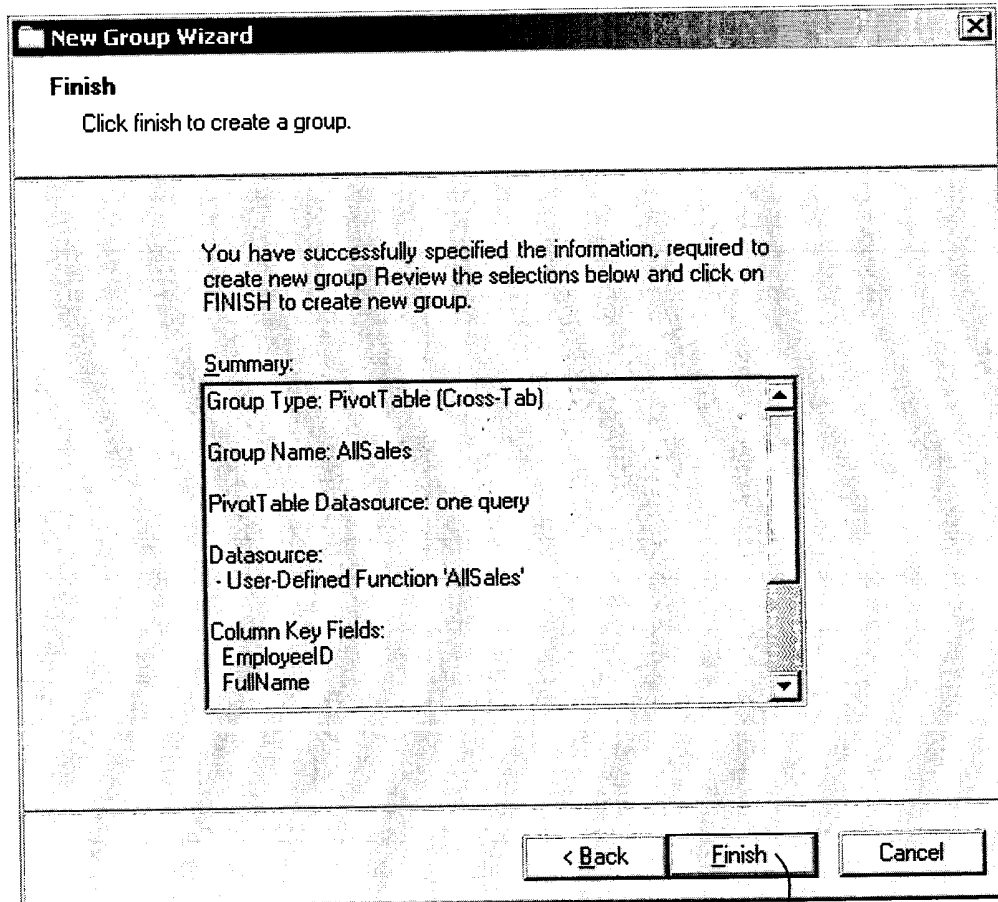 New Group Wizard
Finish
Click finish to create a group.
You have successfully specified the information, required to
create new group Review the selections below and click on
FINISH to create new group.
Summary:
Group Type: PivotTable (Cross-Tab)
Group Name: AllSales
PivotTable Datasource: one query
Datasource:
- User-Defined Function 'AllSales'
Column Key Fields:
EmployeeID
FullName
< Back
Finish
Cancel